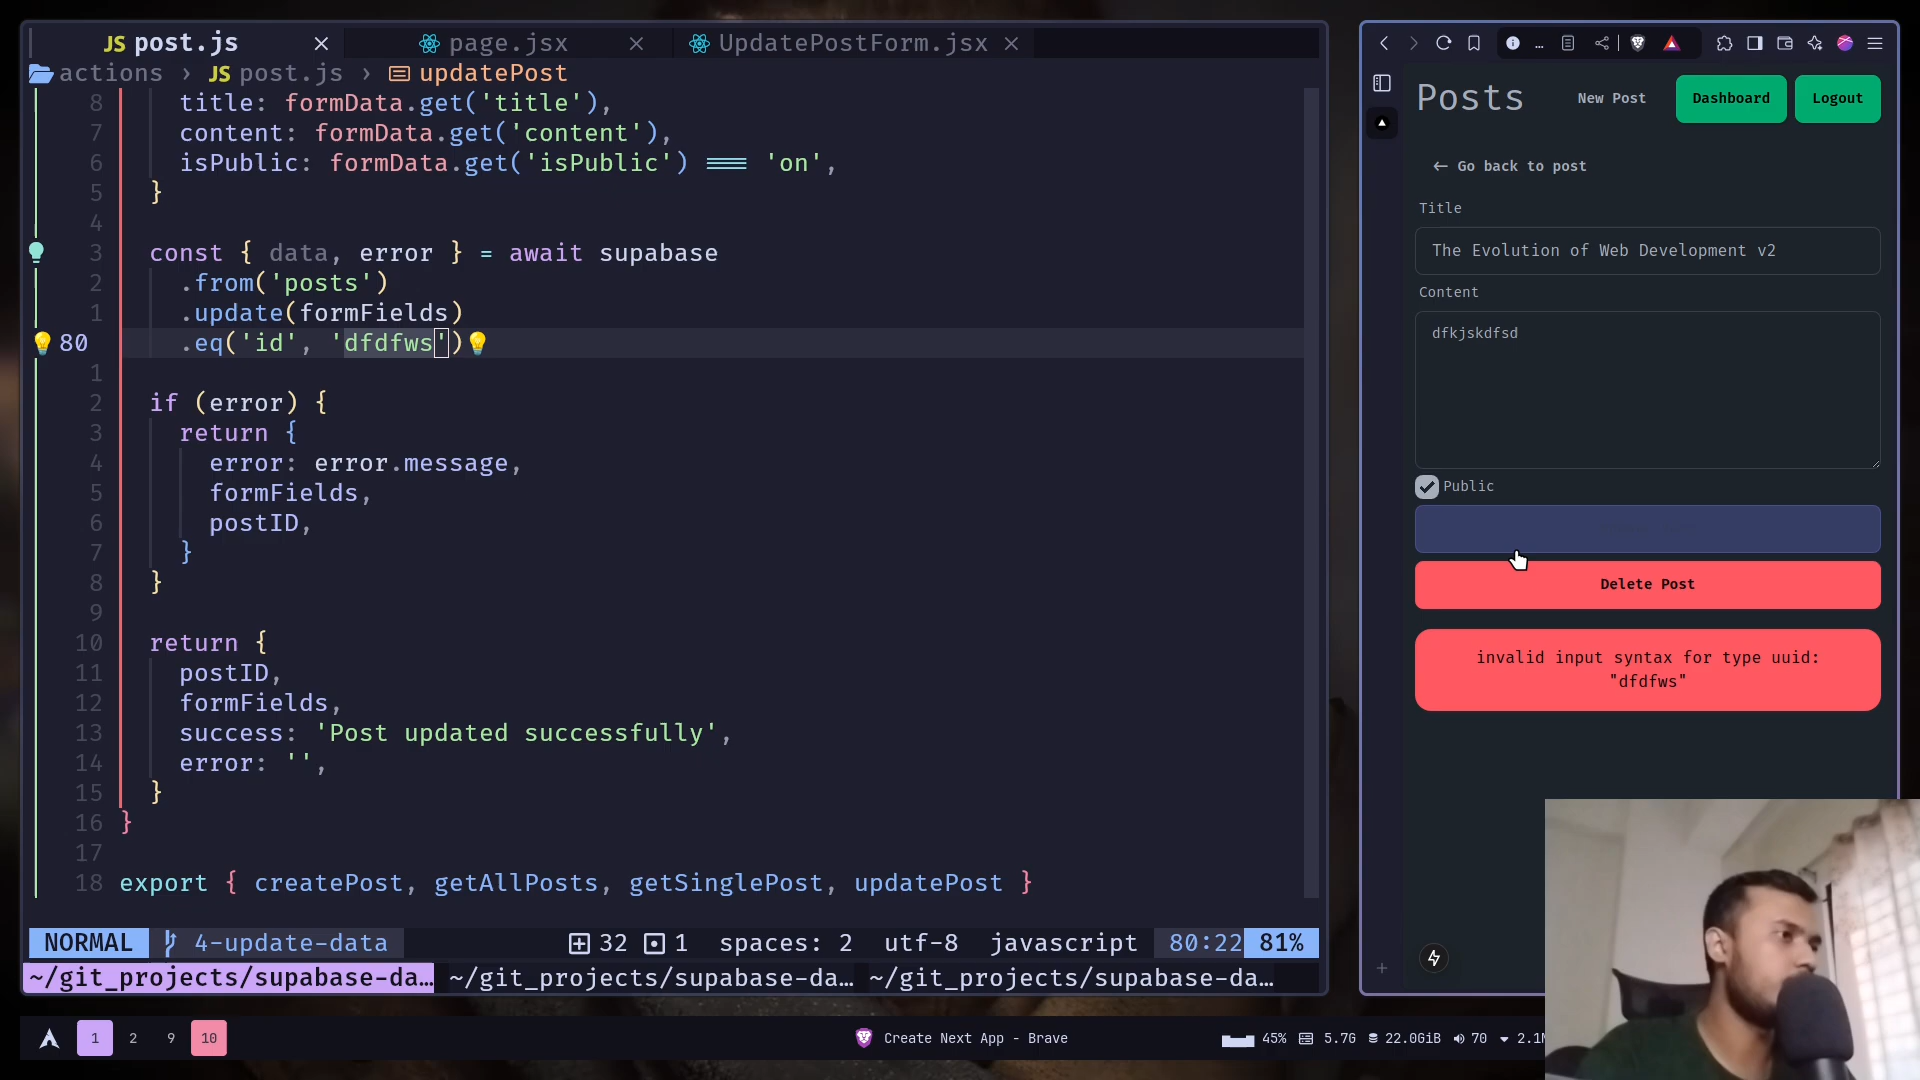 JS post.js
page.jsx
UpdatePostForm.jsx
actions › JS post.js › updatePost
8 title: formData.get('title'),
7 content: formData.get('content'),
6 isPublic: formData.get('isPublic') === 'on',
5 }
4
3 const { data, error } = await supabase
2 .from('posts')
1 .update(formFields)
80 .eq('id', 'dfdfws')
1
2 if (error) {
3 return {
4 error: error.message,
5 formFields,
6 postID,
7 }
8 }
9
10 return {
11 postID,
12 formFields,
13 success: 'Post updated successfully',
14 error: '',
15 }
16 }
17
18 export { createPost, getAllPosts, getSinglePost, updatePost }
NORMAL 4-update-data 32 1 spaces: 2 utf-8 javascript 80:22 81%
~/git_projects/supabase-da… ~/git_projects/supabase-da… ~/git_projects/supabase-da…
Posts New Post Dashboard Logout
← Go back to post
Title
The Evolution of Web Development v2
Content
dfkjskdfsd
Public
Delete Post
invalid input syntax for type uuid:
"dfdfws"
1 2 9 10 Create Next App - Brave 45% 5.7G 22.0GiB 70